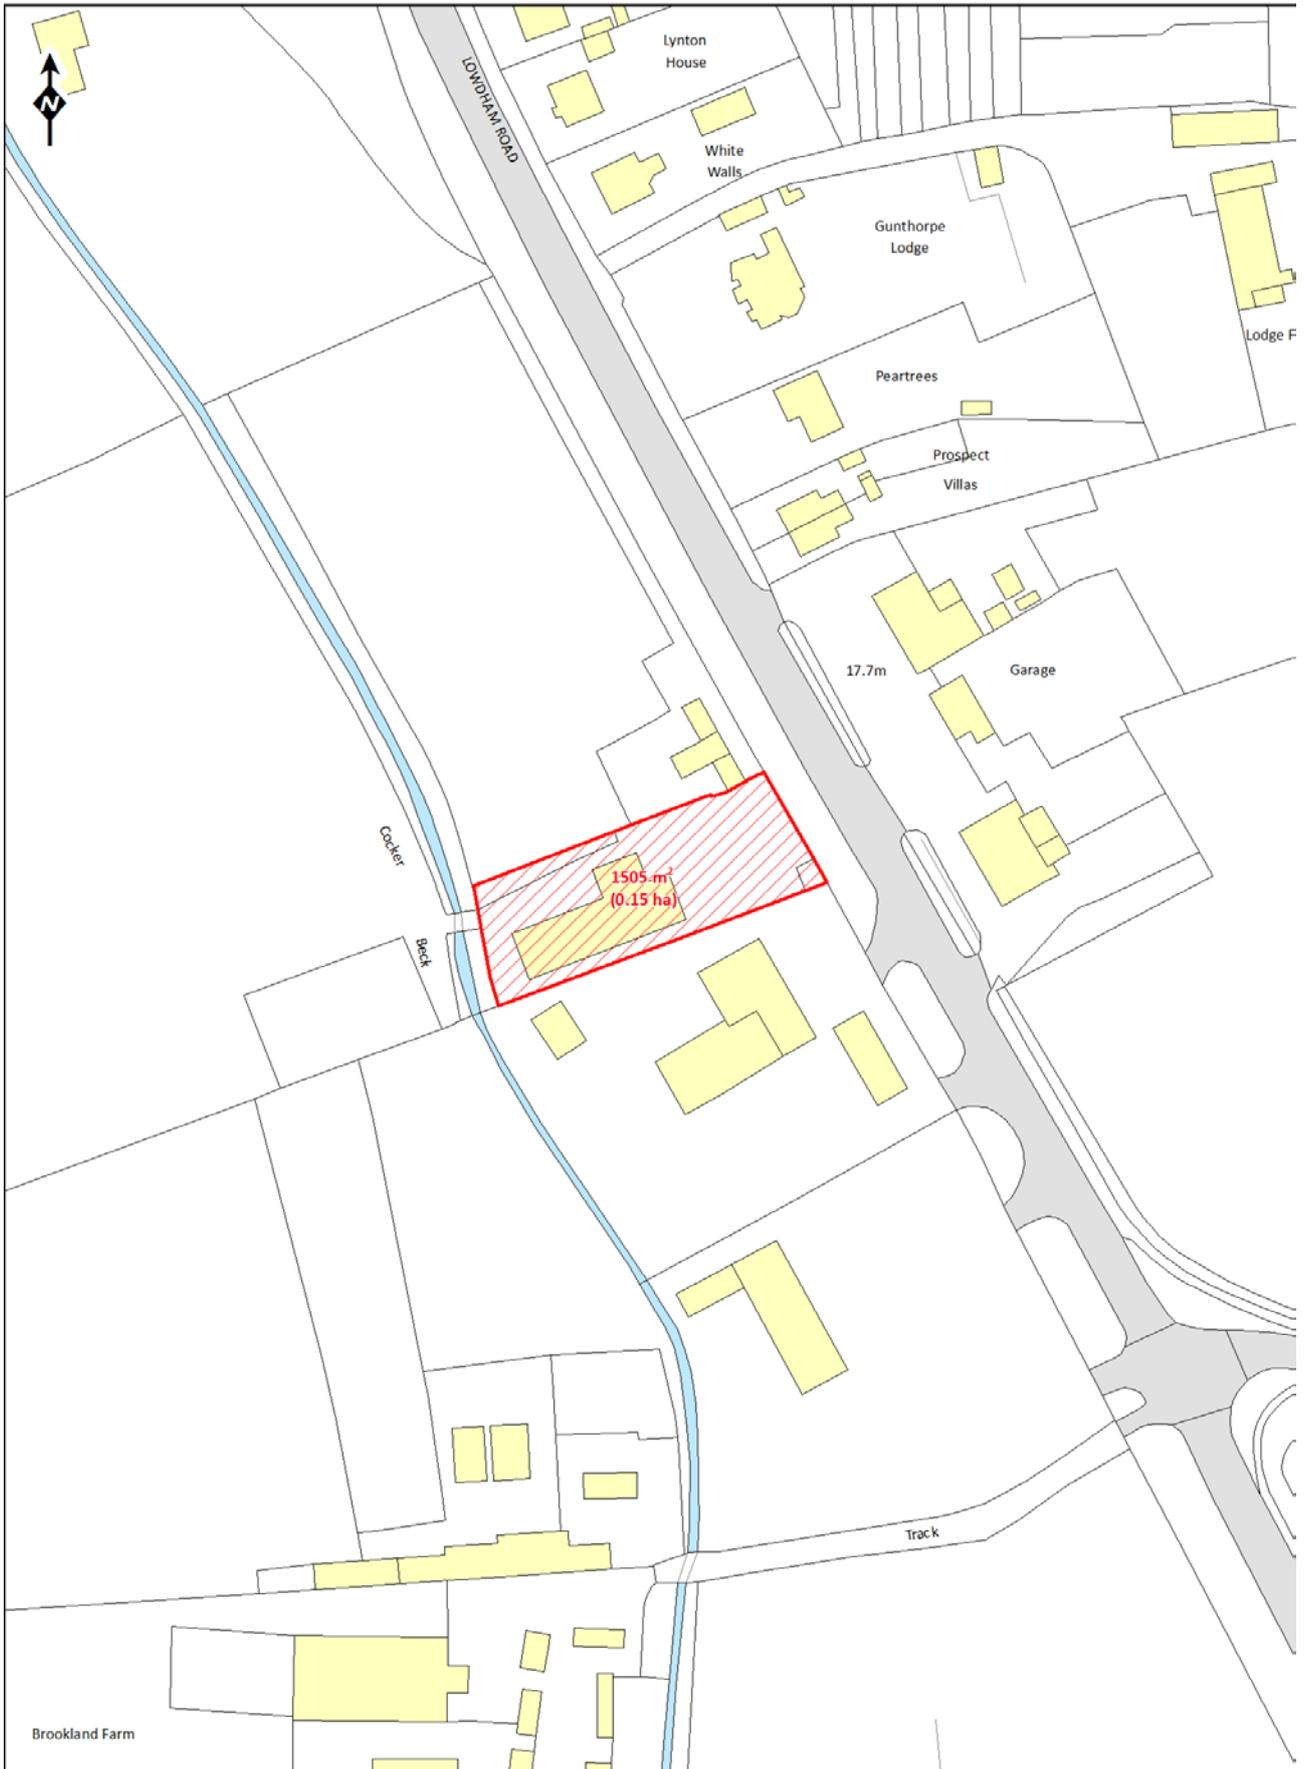 Lynton
House
LOWDHAM ROAD
N
White
Walls
Gunthorpe
Lodge
Lodge F
Peartrees
Prospect
Villas
17.7m
Garage
Cocker
1505 m²
(0.15 ha)
Beck
Track
Brookland Farm